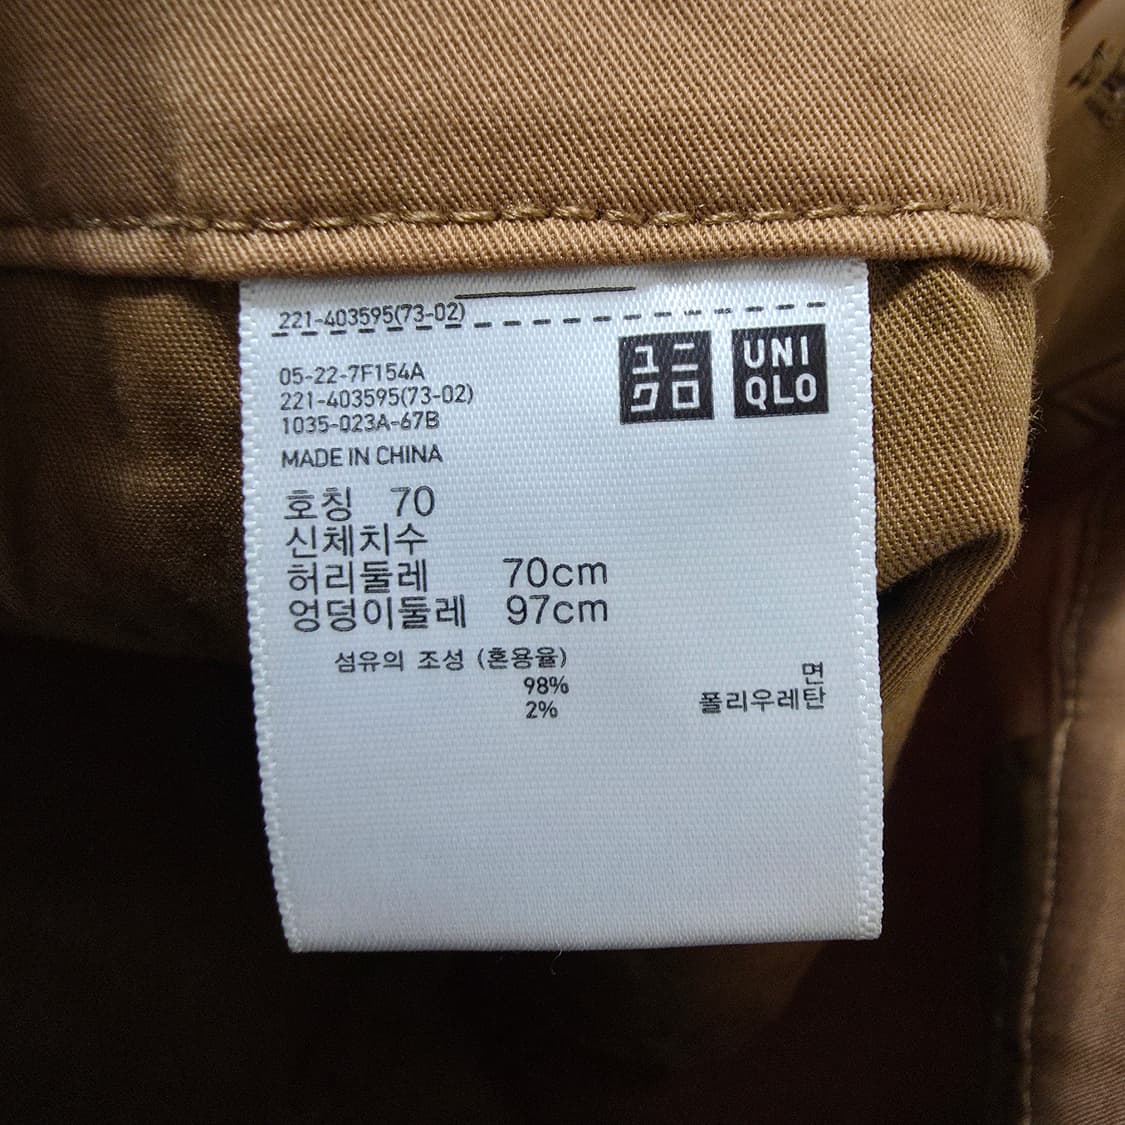 221-403595(73-02)
ユニ
クロ
UNI
QLO
05-22-7F154A
221-403595(73-02)
1035-023A-67B
MADE IN CHINA
호칭 70
신체치수
허리둘레 70cm
엉덩이둘레 97cm
섬유의 조성 (혼용율)
면
98%
폴리우레탄
2%